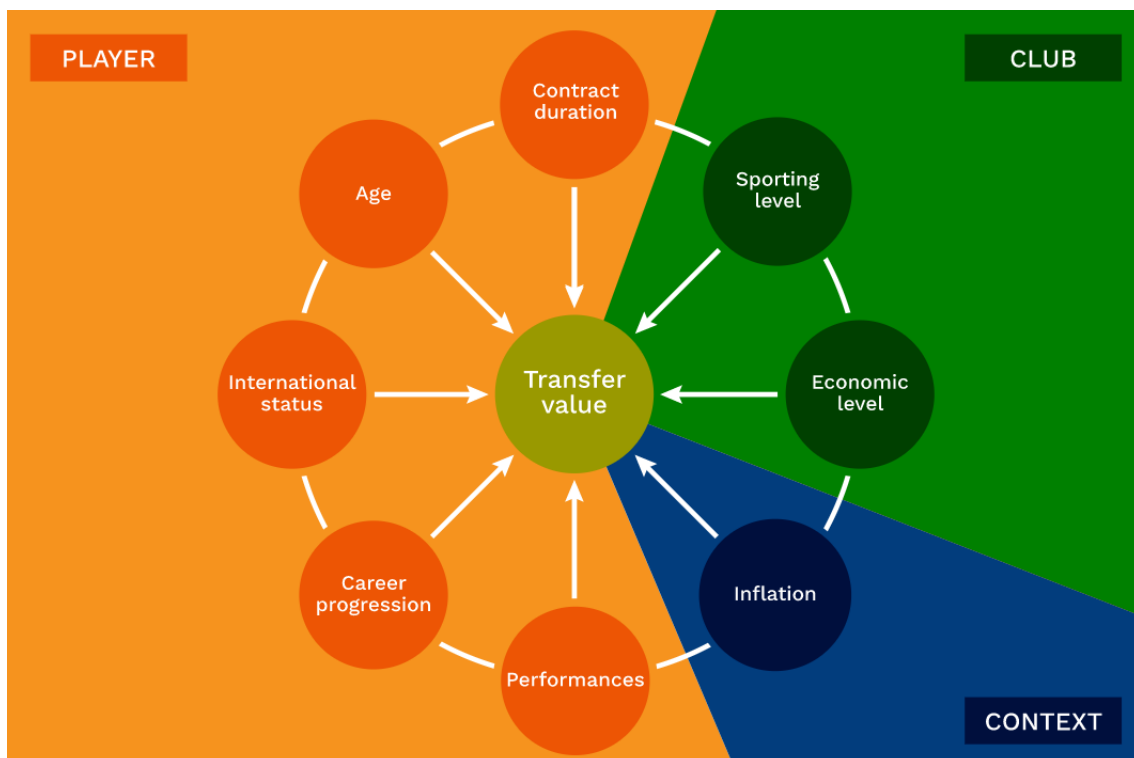 PLAYER
CLUB
Contract
duration
Age
Sporting
level
International
status
Transfer
value
Economic
level
Career
progression
Inflation
Performances
CONTEXT